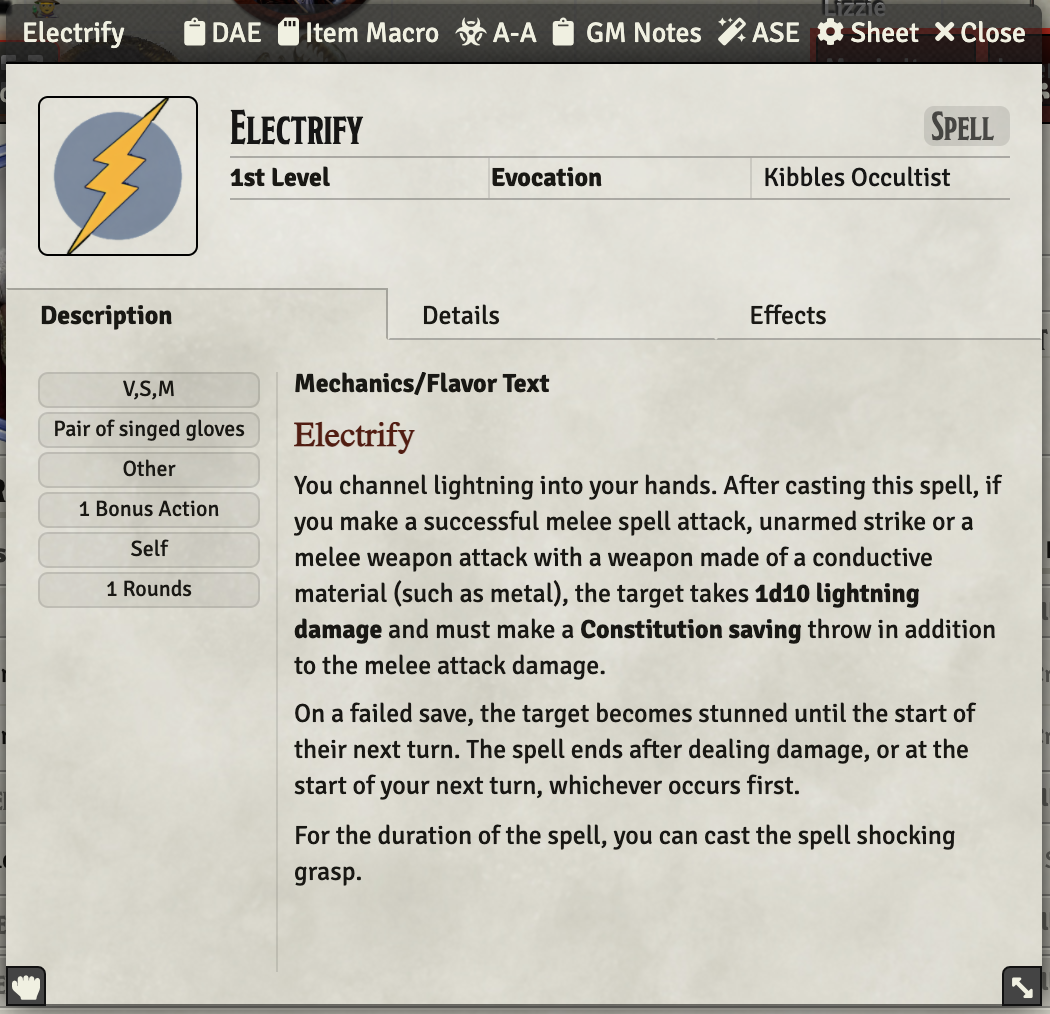 Lizzie
Electrify DAE Item Macro A-A GM Notes ASE Sheet Close
Electrify
Spell
1st Level Evocation Kibbles Occultist
Description Details Effects
V,S,M
Pair of singed gloves
Other
1 Bonus Action
Self
1 Rounds
Mechanics/Flavor Text
Electrify
You channel lightning into your hands. After casting this spell, if
you make a successful melee spell attack, unarmed strike or a
melee weapon attack with a weapon made of a conductive
material (such as metal), the target takes 1d10 lightning
damage and must make a Constitution saving throw in addition
to the melee attack damage.
On a failed save, the target becomes stunned until the start of
their next turn. The spell ends after dealing damage, or at the
start of your next turn, whichever occurs first.
For the duration of the spell, you can cast the spell shocking
grasp.